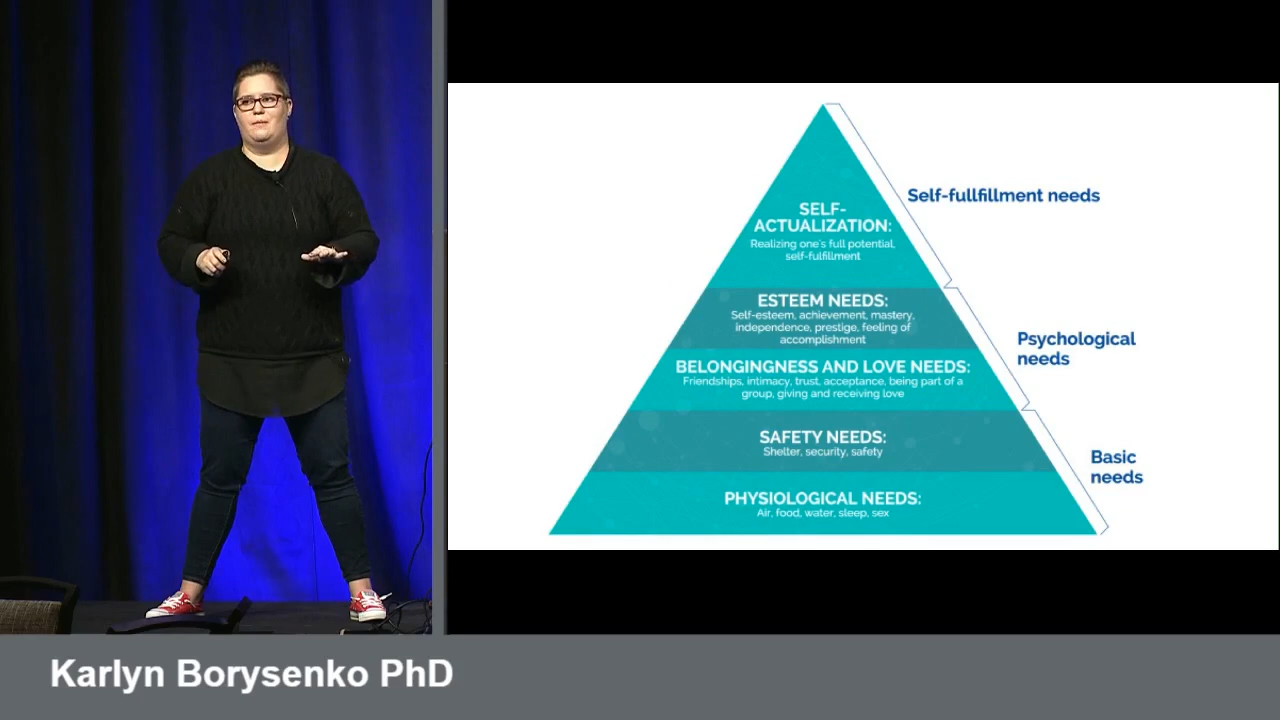 SELF-
ACTUALIZATION:
Realizing one's full potential,
self-fulfillment
Self-fullfillment needs
ESTEEM NEEDS:
Self-esteem, achievement, mastery,
independence, prestige, feeling of
accomplishment
BELONGINGNESS AND LOVE NEEDS:
Friendships, intimacy, trust, acceptance, being part of a
group, giving and receiving love
Psychological
needs
SAFETY NEEDS:
Shelter, security, safety
PHYSIOLOGICAL NEEDS:
Air, food, water, sleep, sex
Basic
needs
Karlyn Borysenko PhD